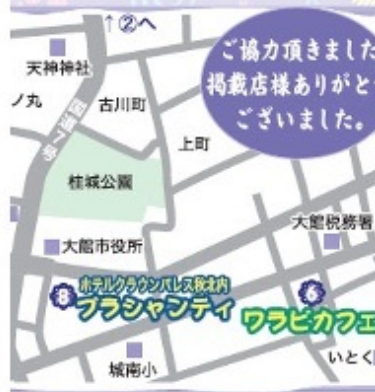 ↑②へ
天神神社
ご協力頂きました
掲載店様ありがと
ございました。
ノ丸
古川町
国道7号
上町
桂城公園
大館税務署
大館市役所
8
ホテルクラウンパレス秋北内
プラシャンティ
6
ワラビカフェ
いとく
城南小